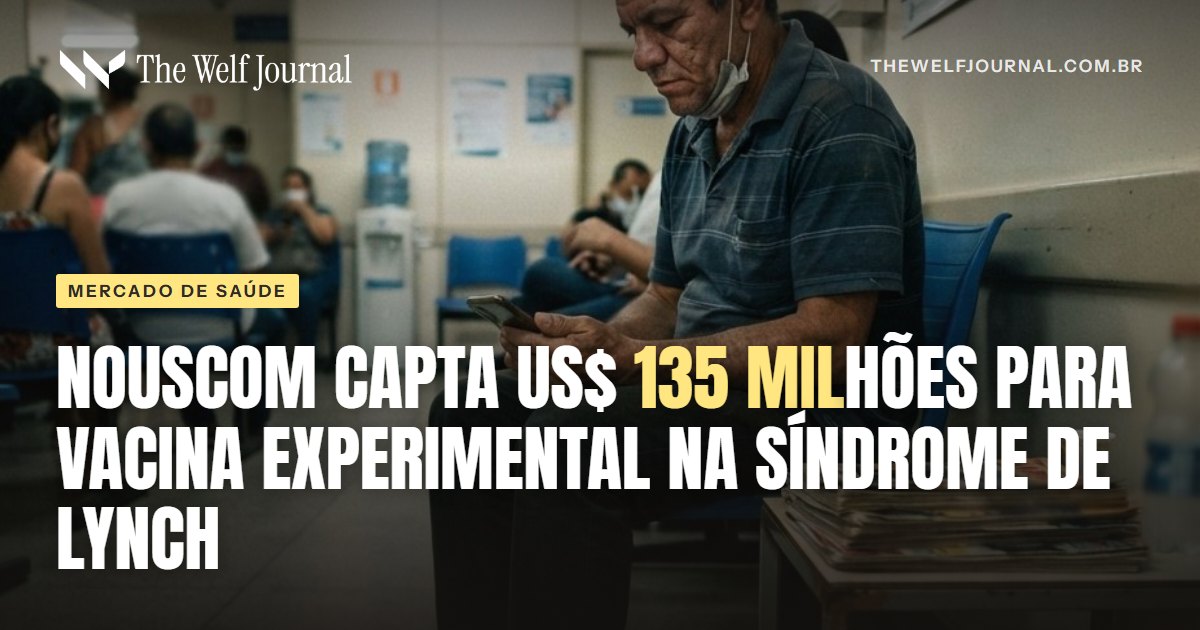 The Welf Journal
THEWELFJOURNAL.COM.BR
MERCADO DE SAÚDE
NOUSCOM CAPTA US$ 135 MILHÕES PARA
VACINA EXPERIMENTAL NA SÍNDROME DE
LYNCH